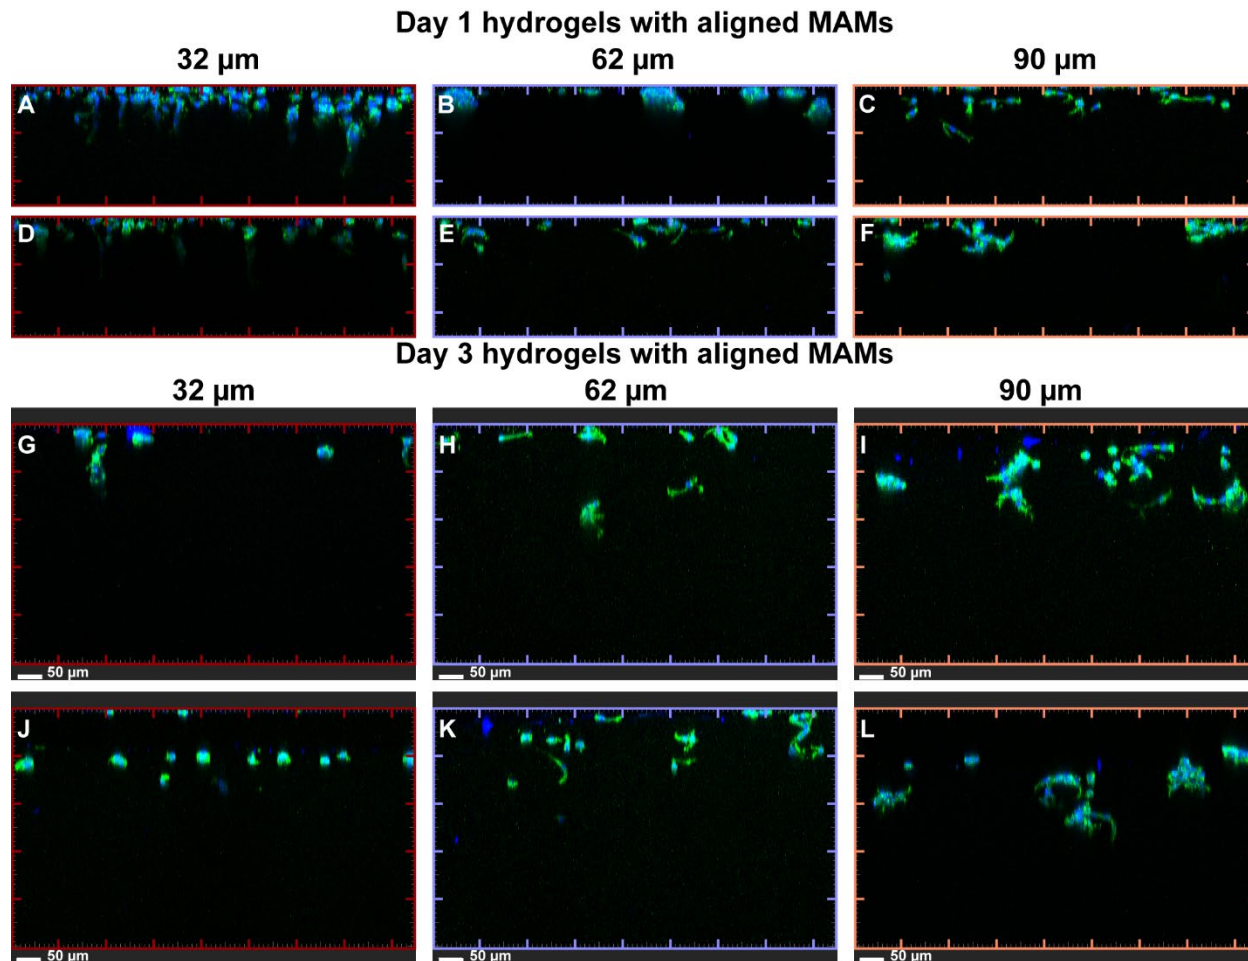 Day 1 hydrogels with aligned MAMs
32 µm 62 µm 90 µm
A B C
D E F
Day 3 hydrogels with aligned MAMs
32 µm 62 µm 90 µm
G H I
50 µm 50 µm 50 µm
J K L
50 µm 50 µm 50 µm